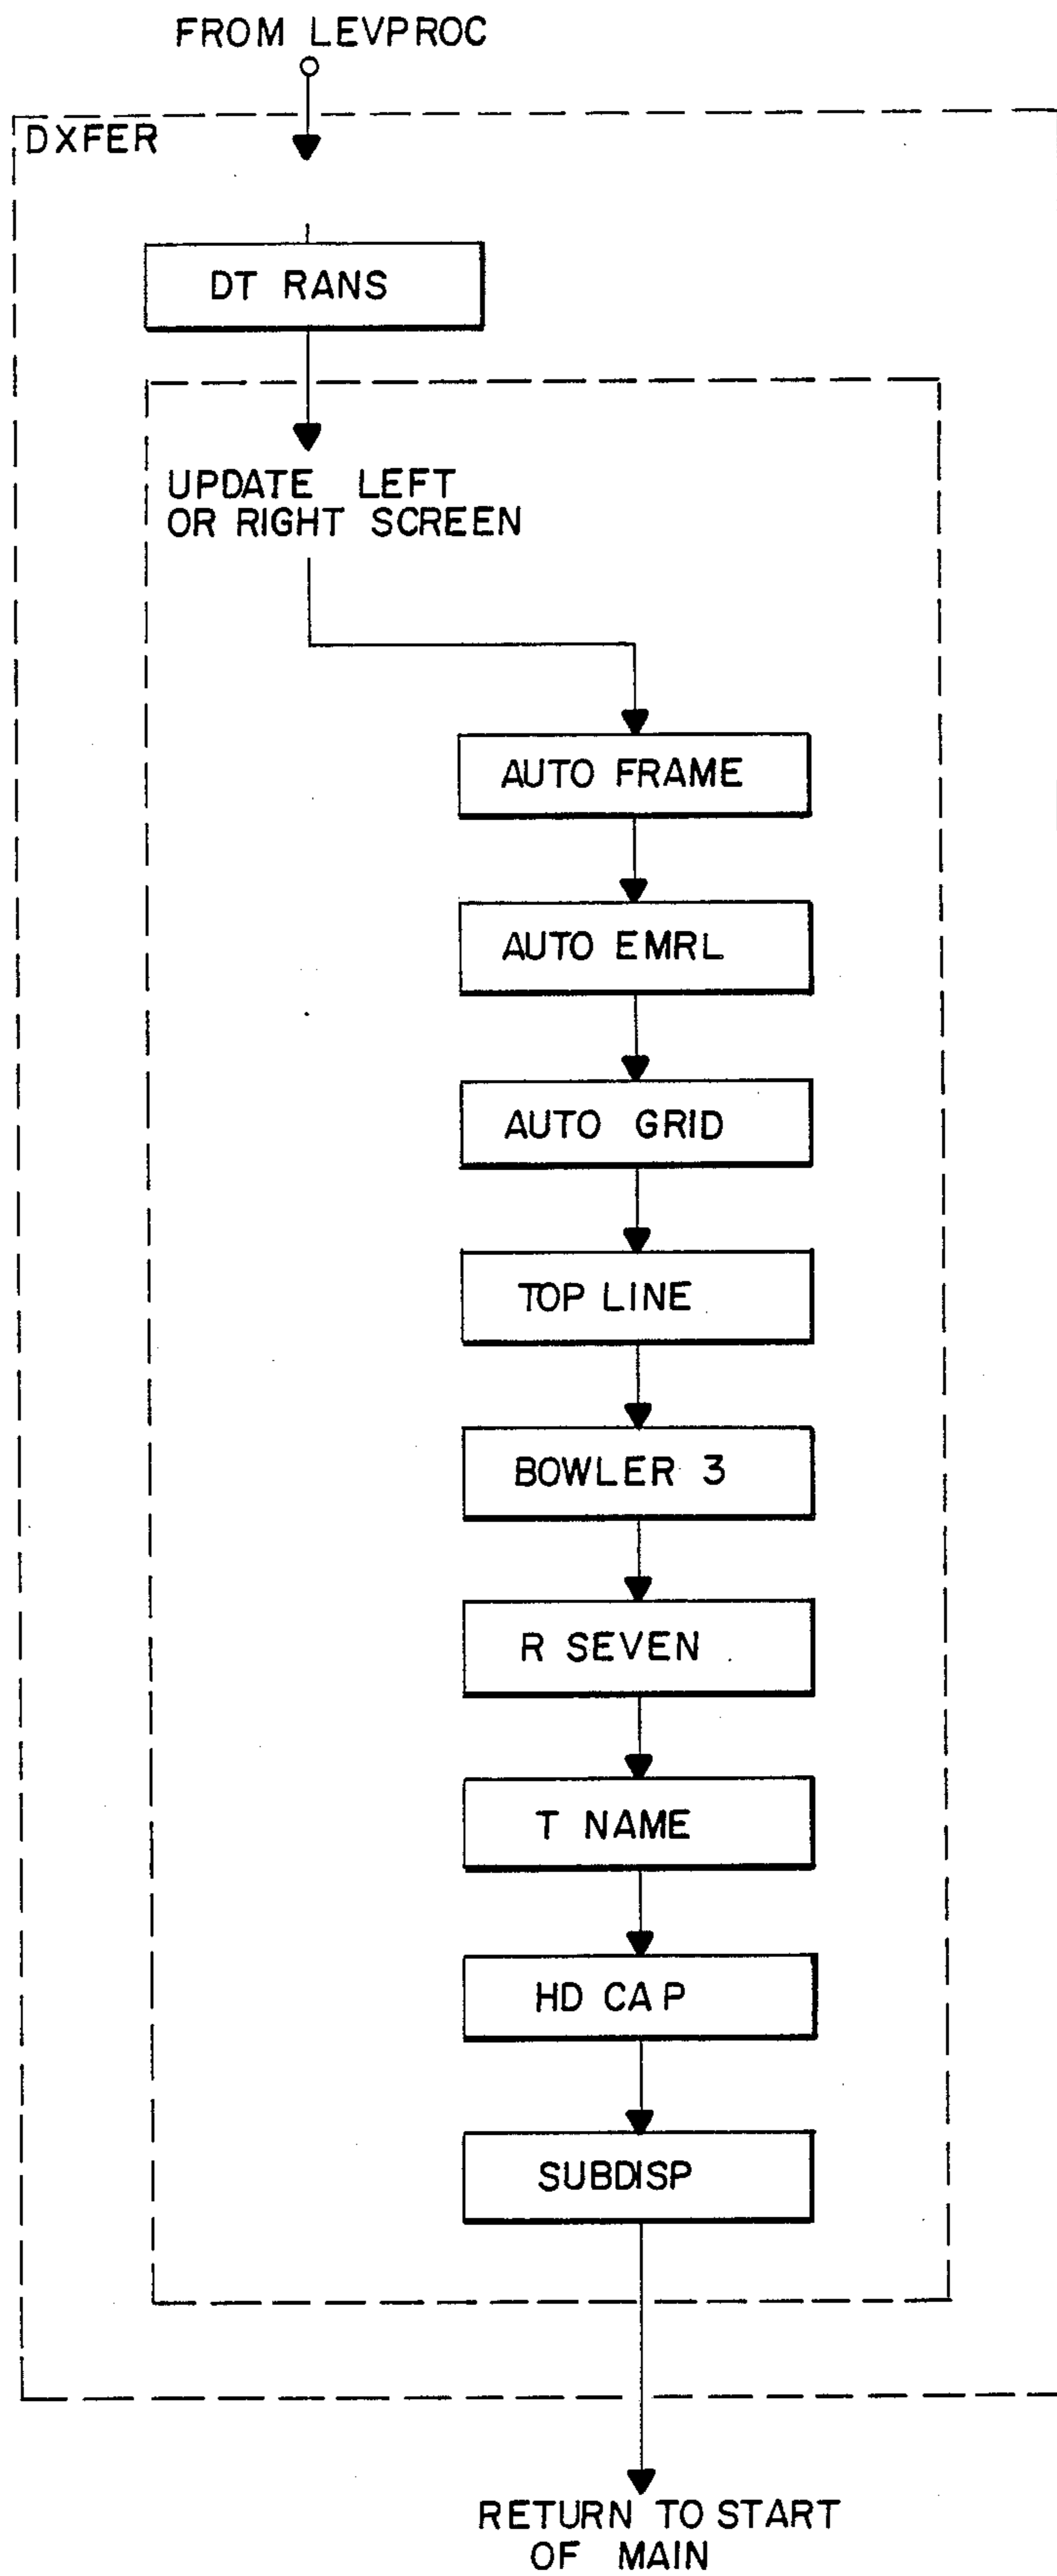 FROM LEVPROC
DXFER
DT RANS
UPDATE LEFT
OR RIGHT SCREEN
AUTO FRAME
AUTO EMRL
AUTO GRID
TOP LINE
BOWLER 3
R SEVEN
T NAME
HD CAP
SUBDISP
RETURN TO START
OF MAIN